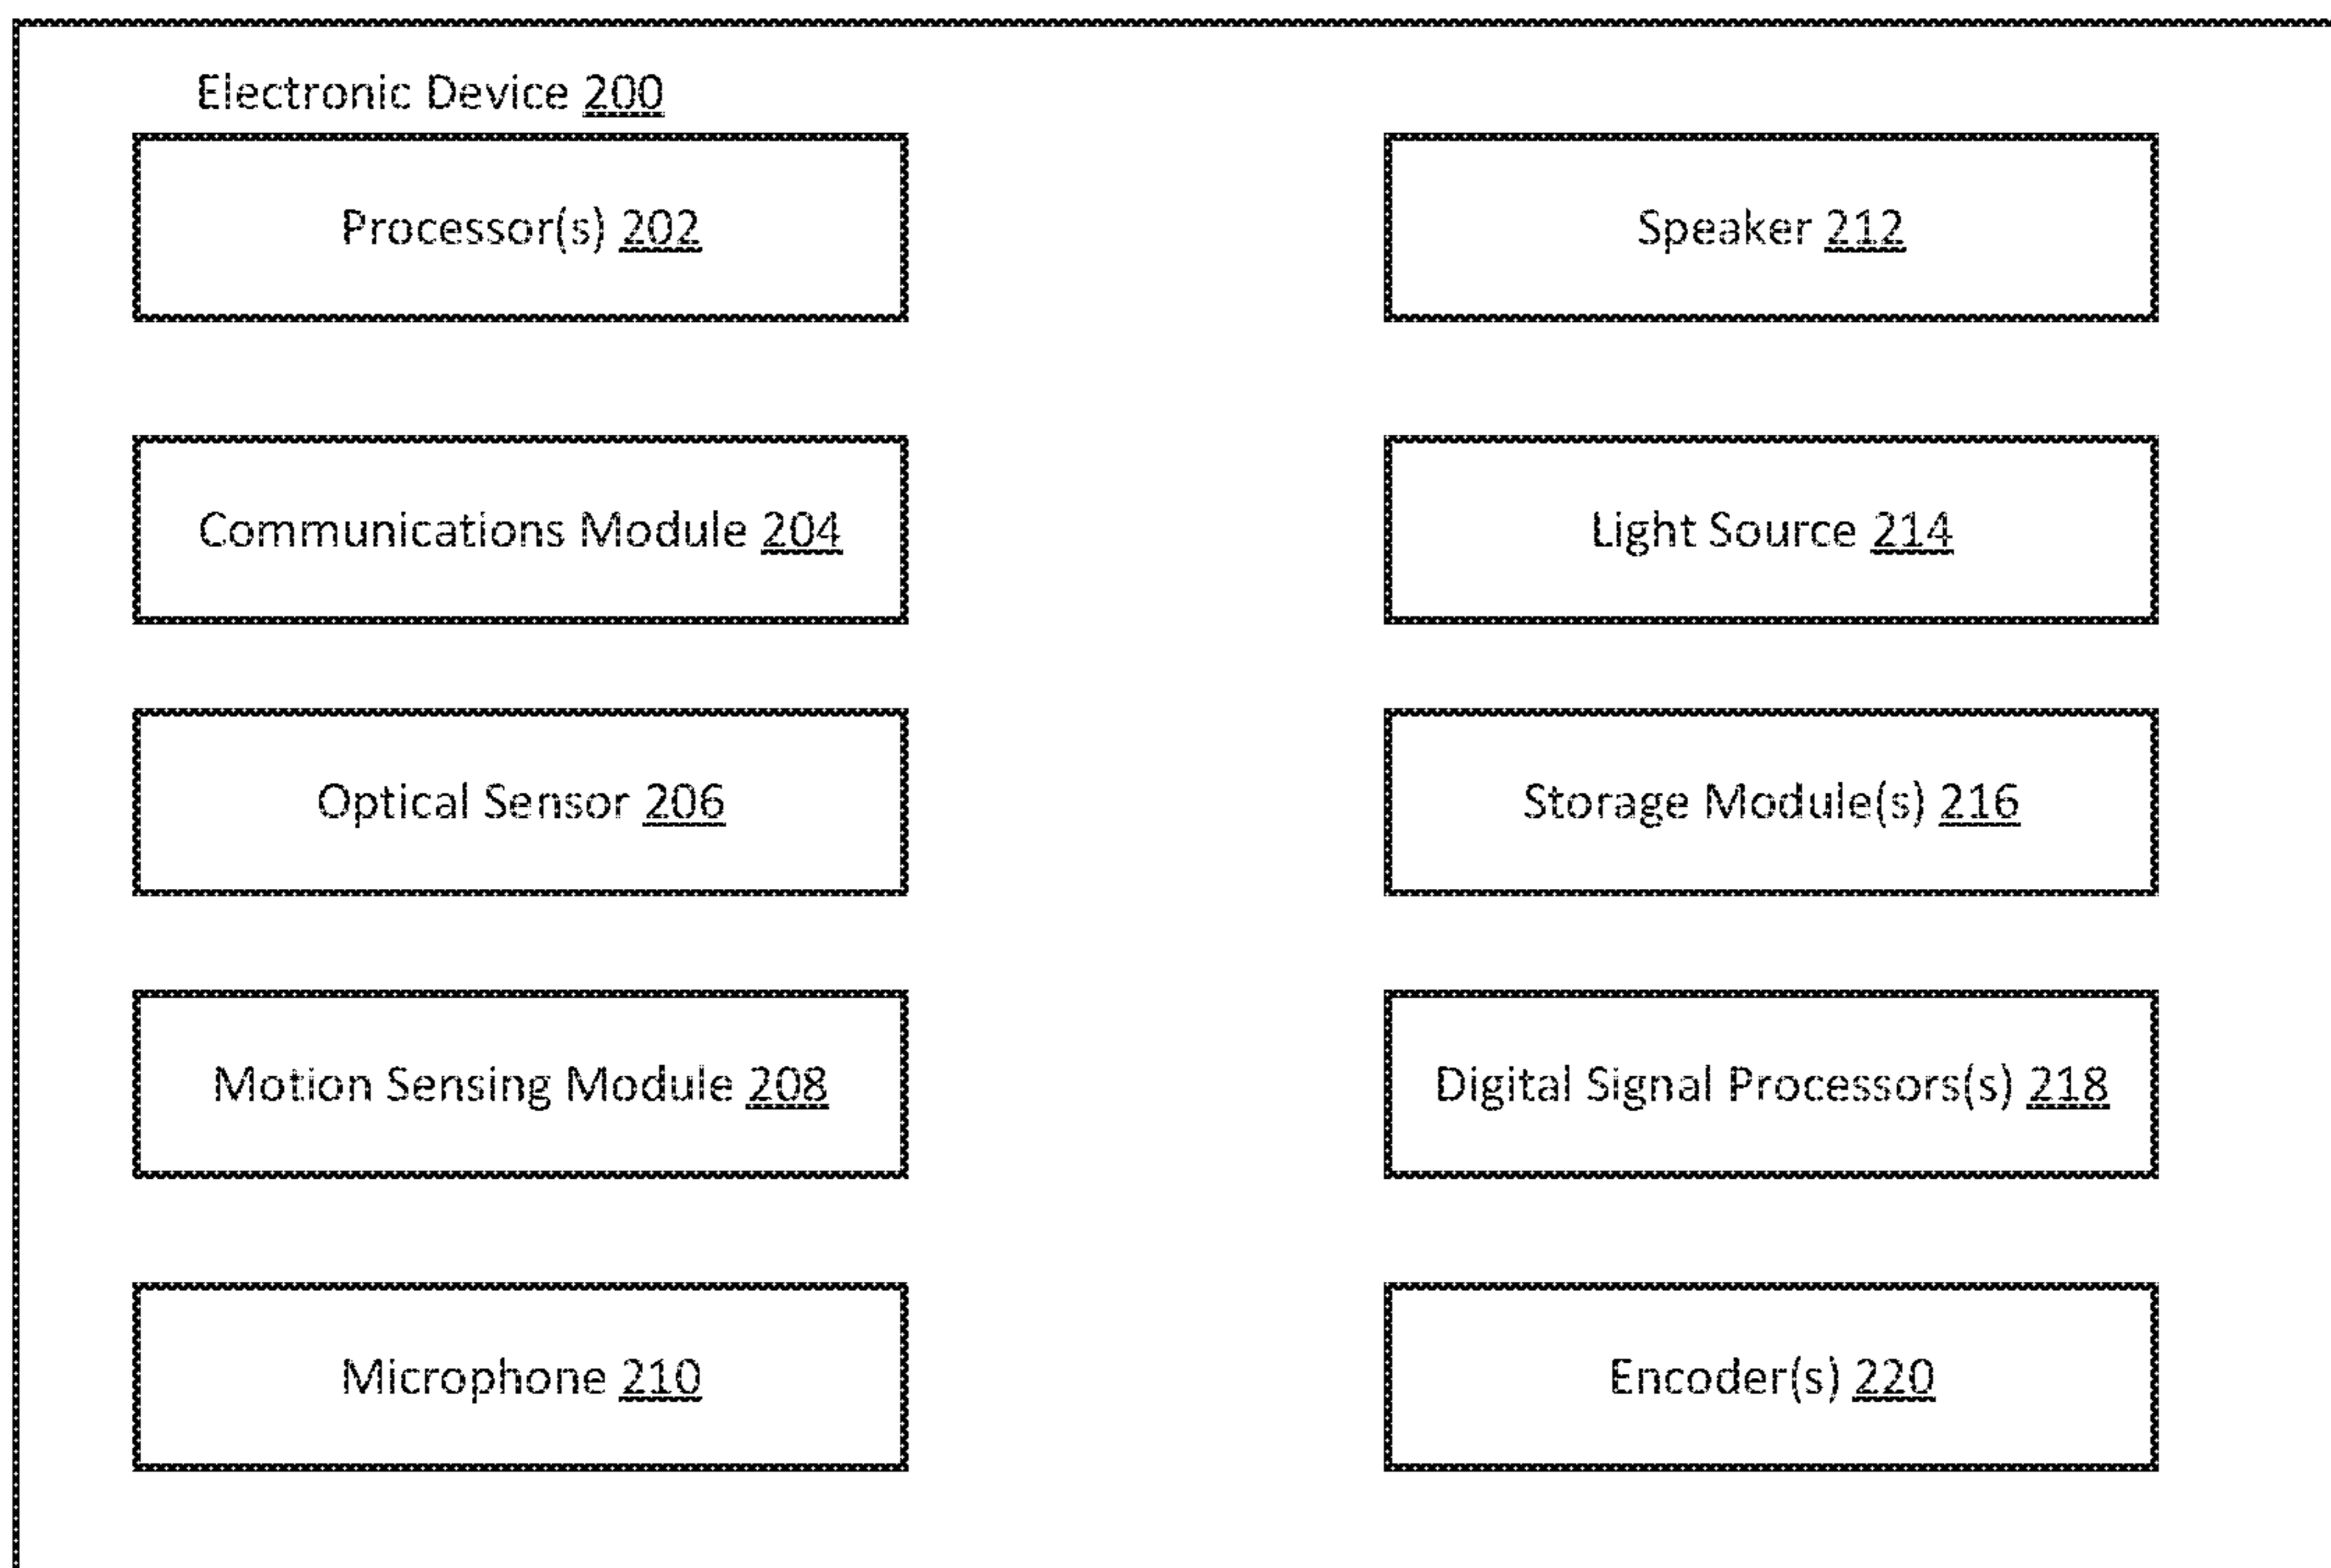 Electronic Device 200
Processor(s) 202
Speaker 212
Communications Module 204
Light Source 214
Optical Sensor 206
Storage Module(s) 216
Motion Sensing Module 208
Digital Signal Processors(s) 218
Microphone 210
Encoder(s) 220